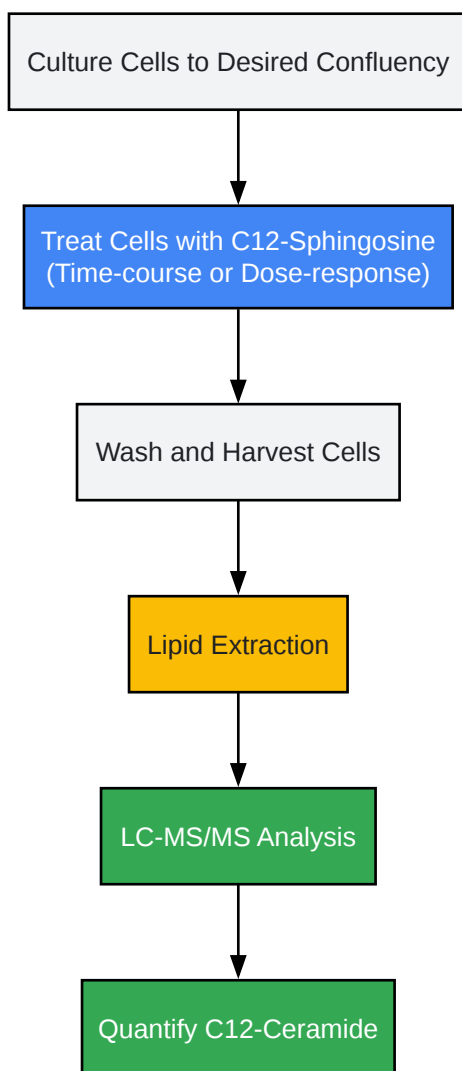 Culture Cells to Desired Confluency
Treat Cells with C12-Sphingosine
(Time-course or Dose-response)
Wash and Harvest Cells
Lipid Extraction
LC-MS/MS Analysis
Quantify C12-Ceramide